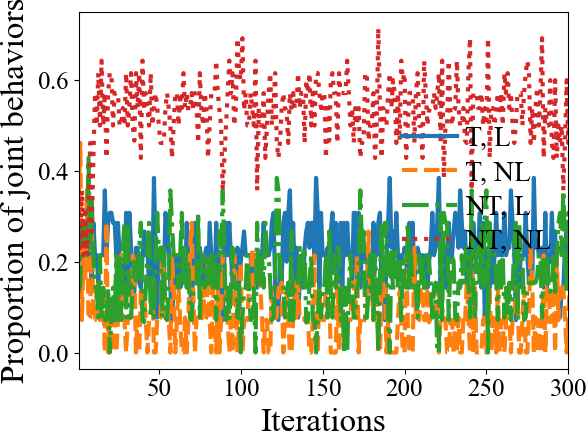 Proportion of joint behaviors
0.6
0.4
0.2
0.0
T, L
T, NL
NT, L
NT, NL
50
100
150
200
250
300
Iterations